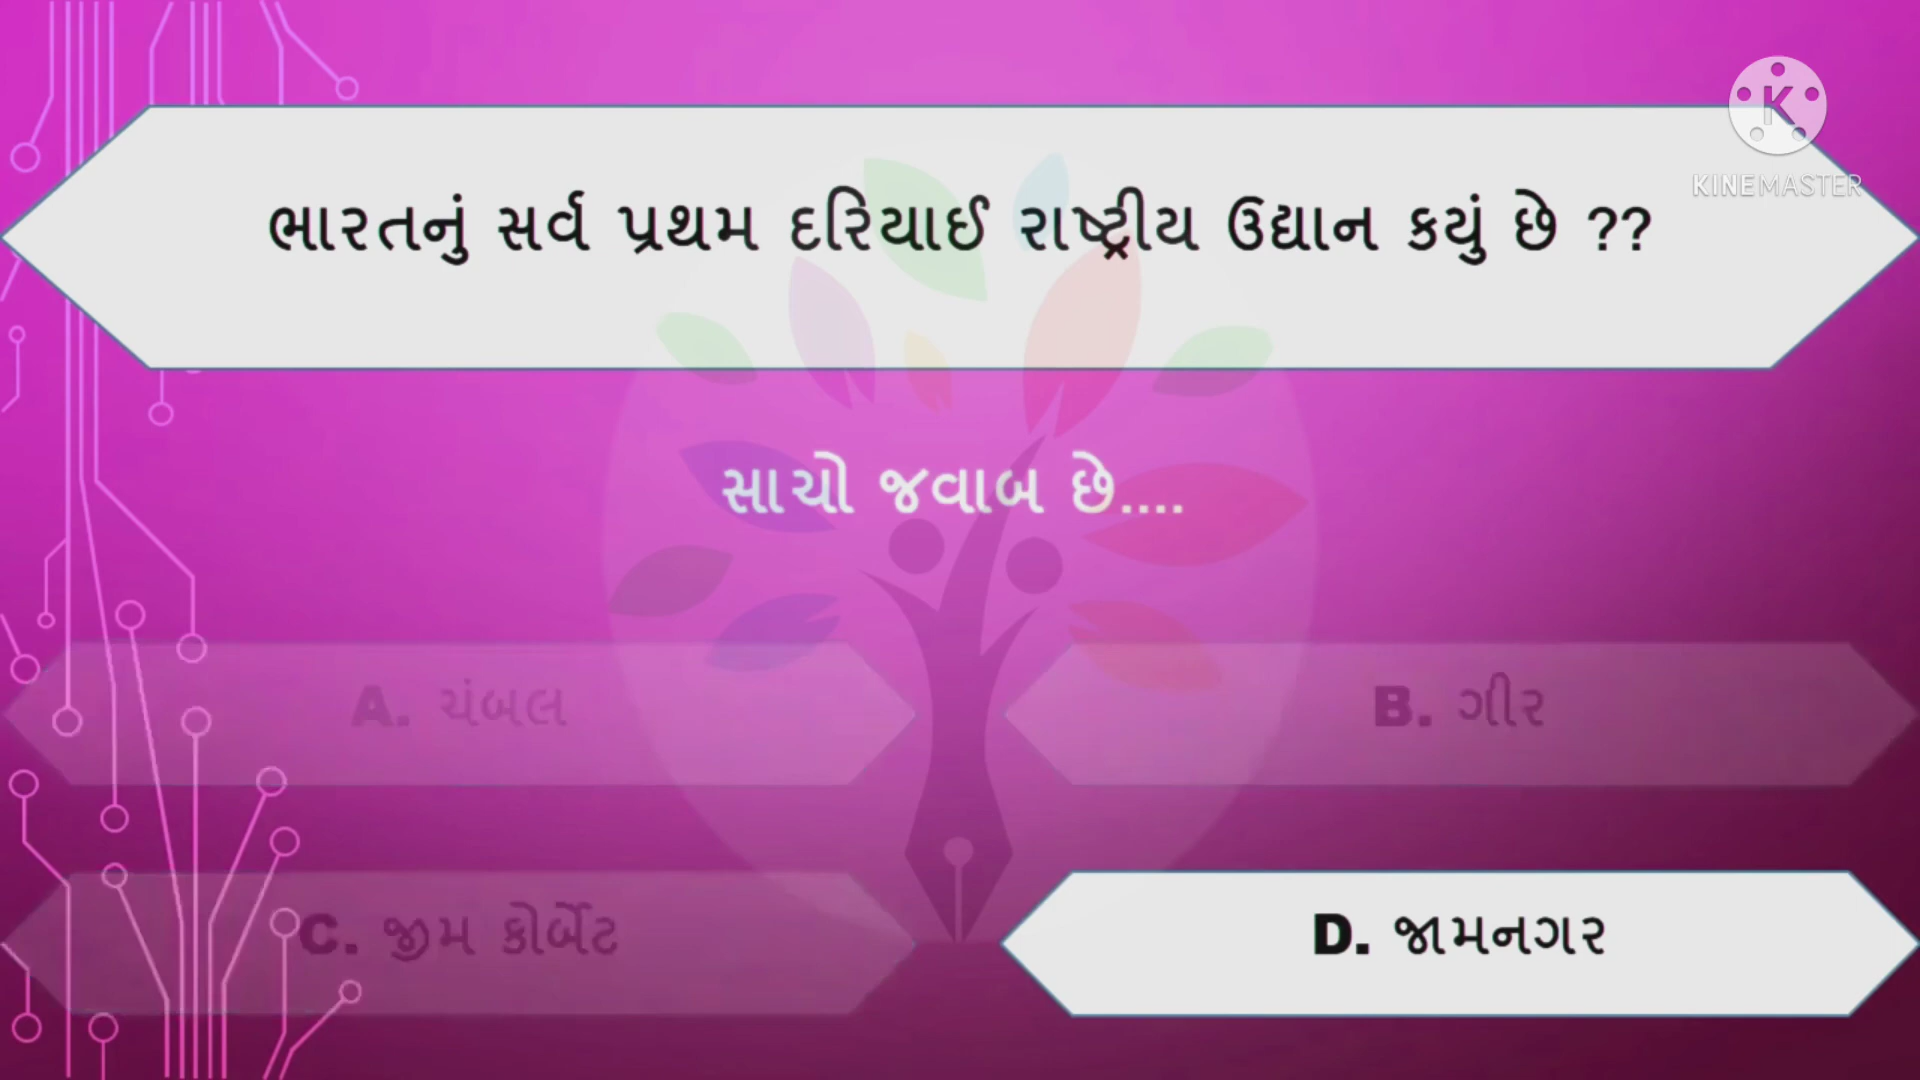 KINEMASTER
ભારતનું સર્વ પ્રથમ દરિયાઈ રાષ્ટ્રીય ઉદ્યાન કયું છે ??
સાચો જવાબ છે....
A. ચંબલ
B. ગીર
C. જીમ કોર્બેટ
D. જામનગર